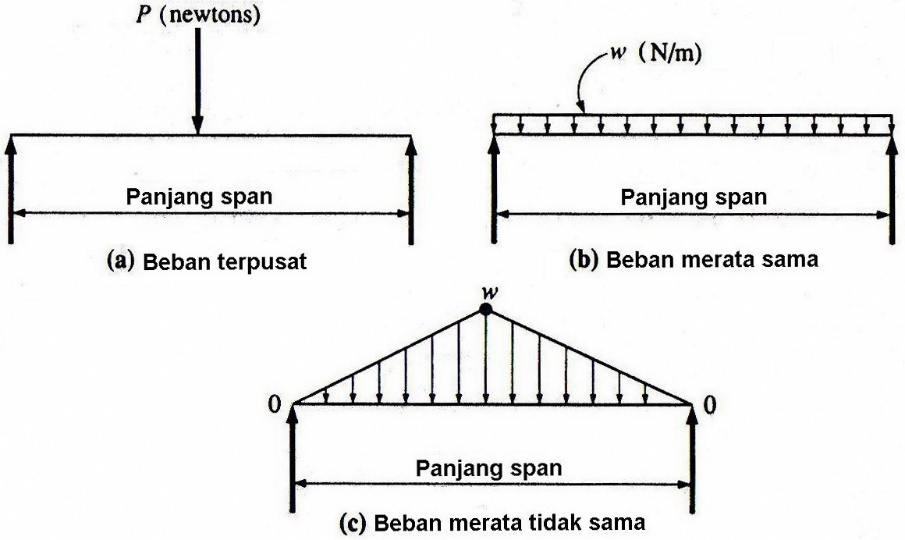 P (newtons)
w (N/m)
Panjang span
Panjang span
(a) Beban terpusat
(b) Beban merata sama
w
0
0
Panjang span
(c) Beban merata tidak sama